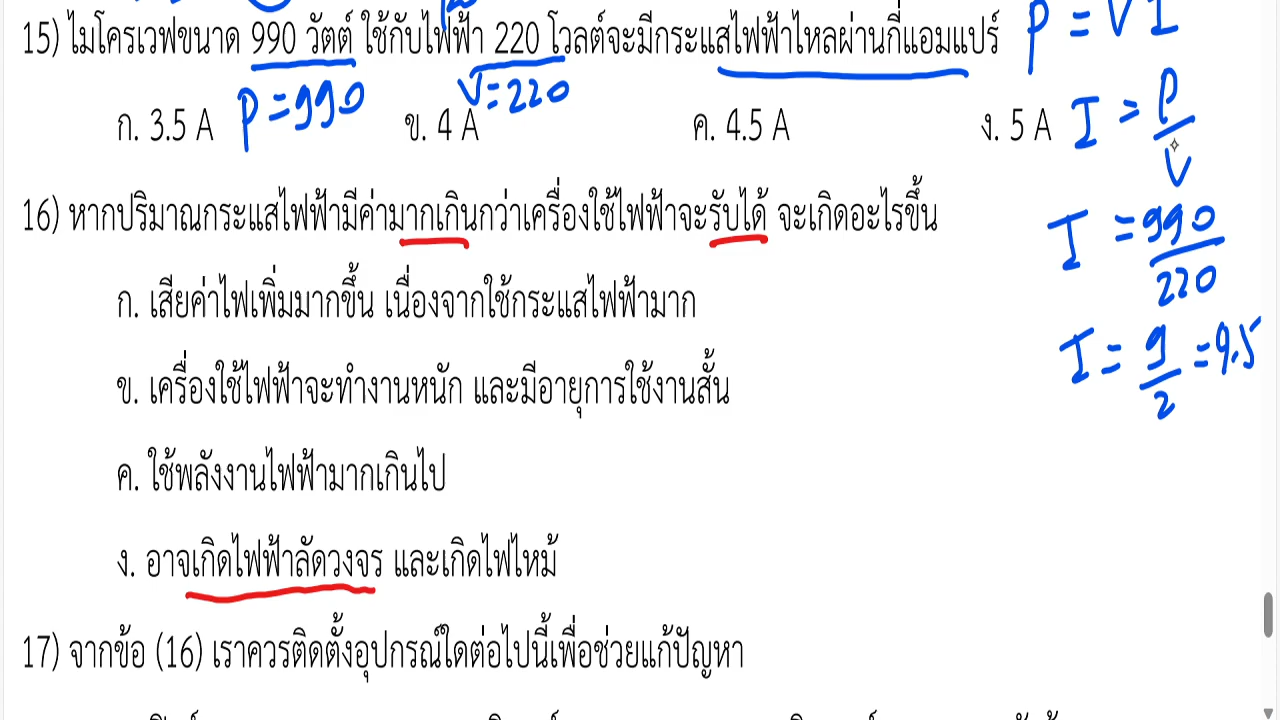 15) ไมโครเวฟขนาด 990 วัตต์ ใช้กับไฟฟ้า 220 โวลต์จะมีกระแสไฟฟ้าไหลผ่านกี่แอมแปร์
P = VI
P = 990
V = 220
ก. 3.5 A ข. 4 A ค. 4.5 A ง. 5 A
I = P/V
16) หากปริมาณกระแสไฟฟ้ามีค่ามากเกินกว่าเครื่องใช้ไฟฟ้าจะรับได้ จะเกิดอะไรขึ้น
I = 990/220
ก. เสียค่าไฟเพิ่มมากขึ้น เนื่องจากใช้กระแสไฟฟ้ามาก
I = 9/2 = 4.5
ข. เครื่องใช้ไฟฟ้าจะทำงานหนัก และมีอายุการใช้งานสั้น
ค. ใช้พลังงานไฟฟ้ามากเกินไป
ง. อาจเกิดไฟฟ้าลัดวงจร และเกิดไฟไหม้
17) จากข้อ (16) เราควรติดตั้งอุปกรณ์ใดต่อไปนี้เพื่อช่วยแก้ปัญหา